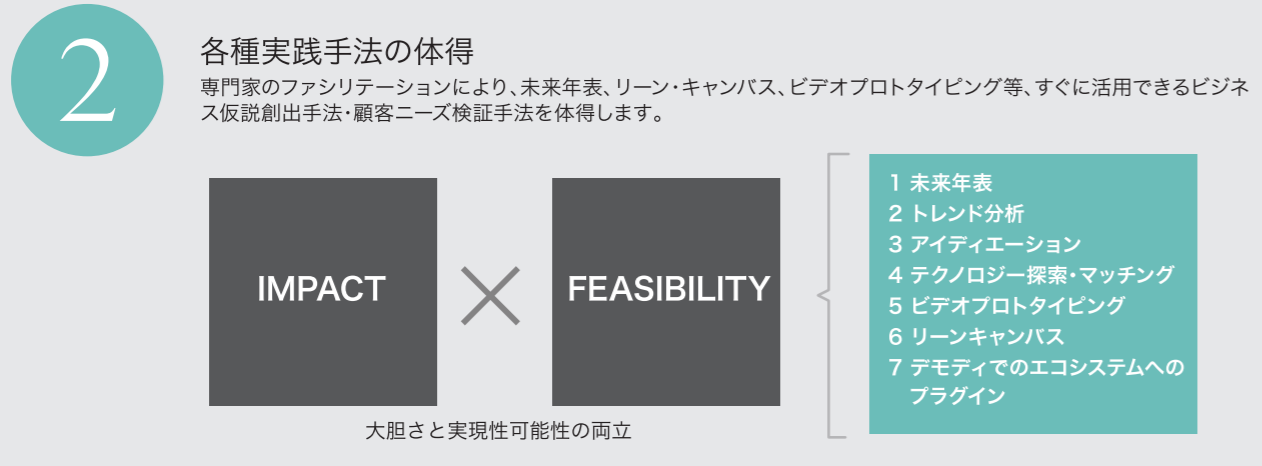 2
各種実践手法の体得
専門家のファシリテーションにより、未来年表、リーン・キャンバス、ビデオプロトタイピング等、すぐに活用できるビジネ
ス仮説創出手法・顧客ニーズ検証手法を体得します。
IMPACT × FEASIBILITY
大胆さと実現性可能性の両立
1 未来年表
2 トレンド分析
3 アイディエーション
4 テクノロジー探索・マッチング
5 ビデオプロトタイピング
6 リーンキャンバス
7 デモディでのエコシステムへの
プラグイン